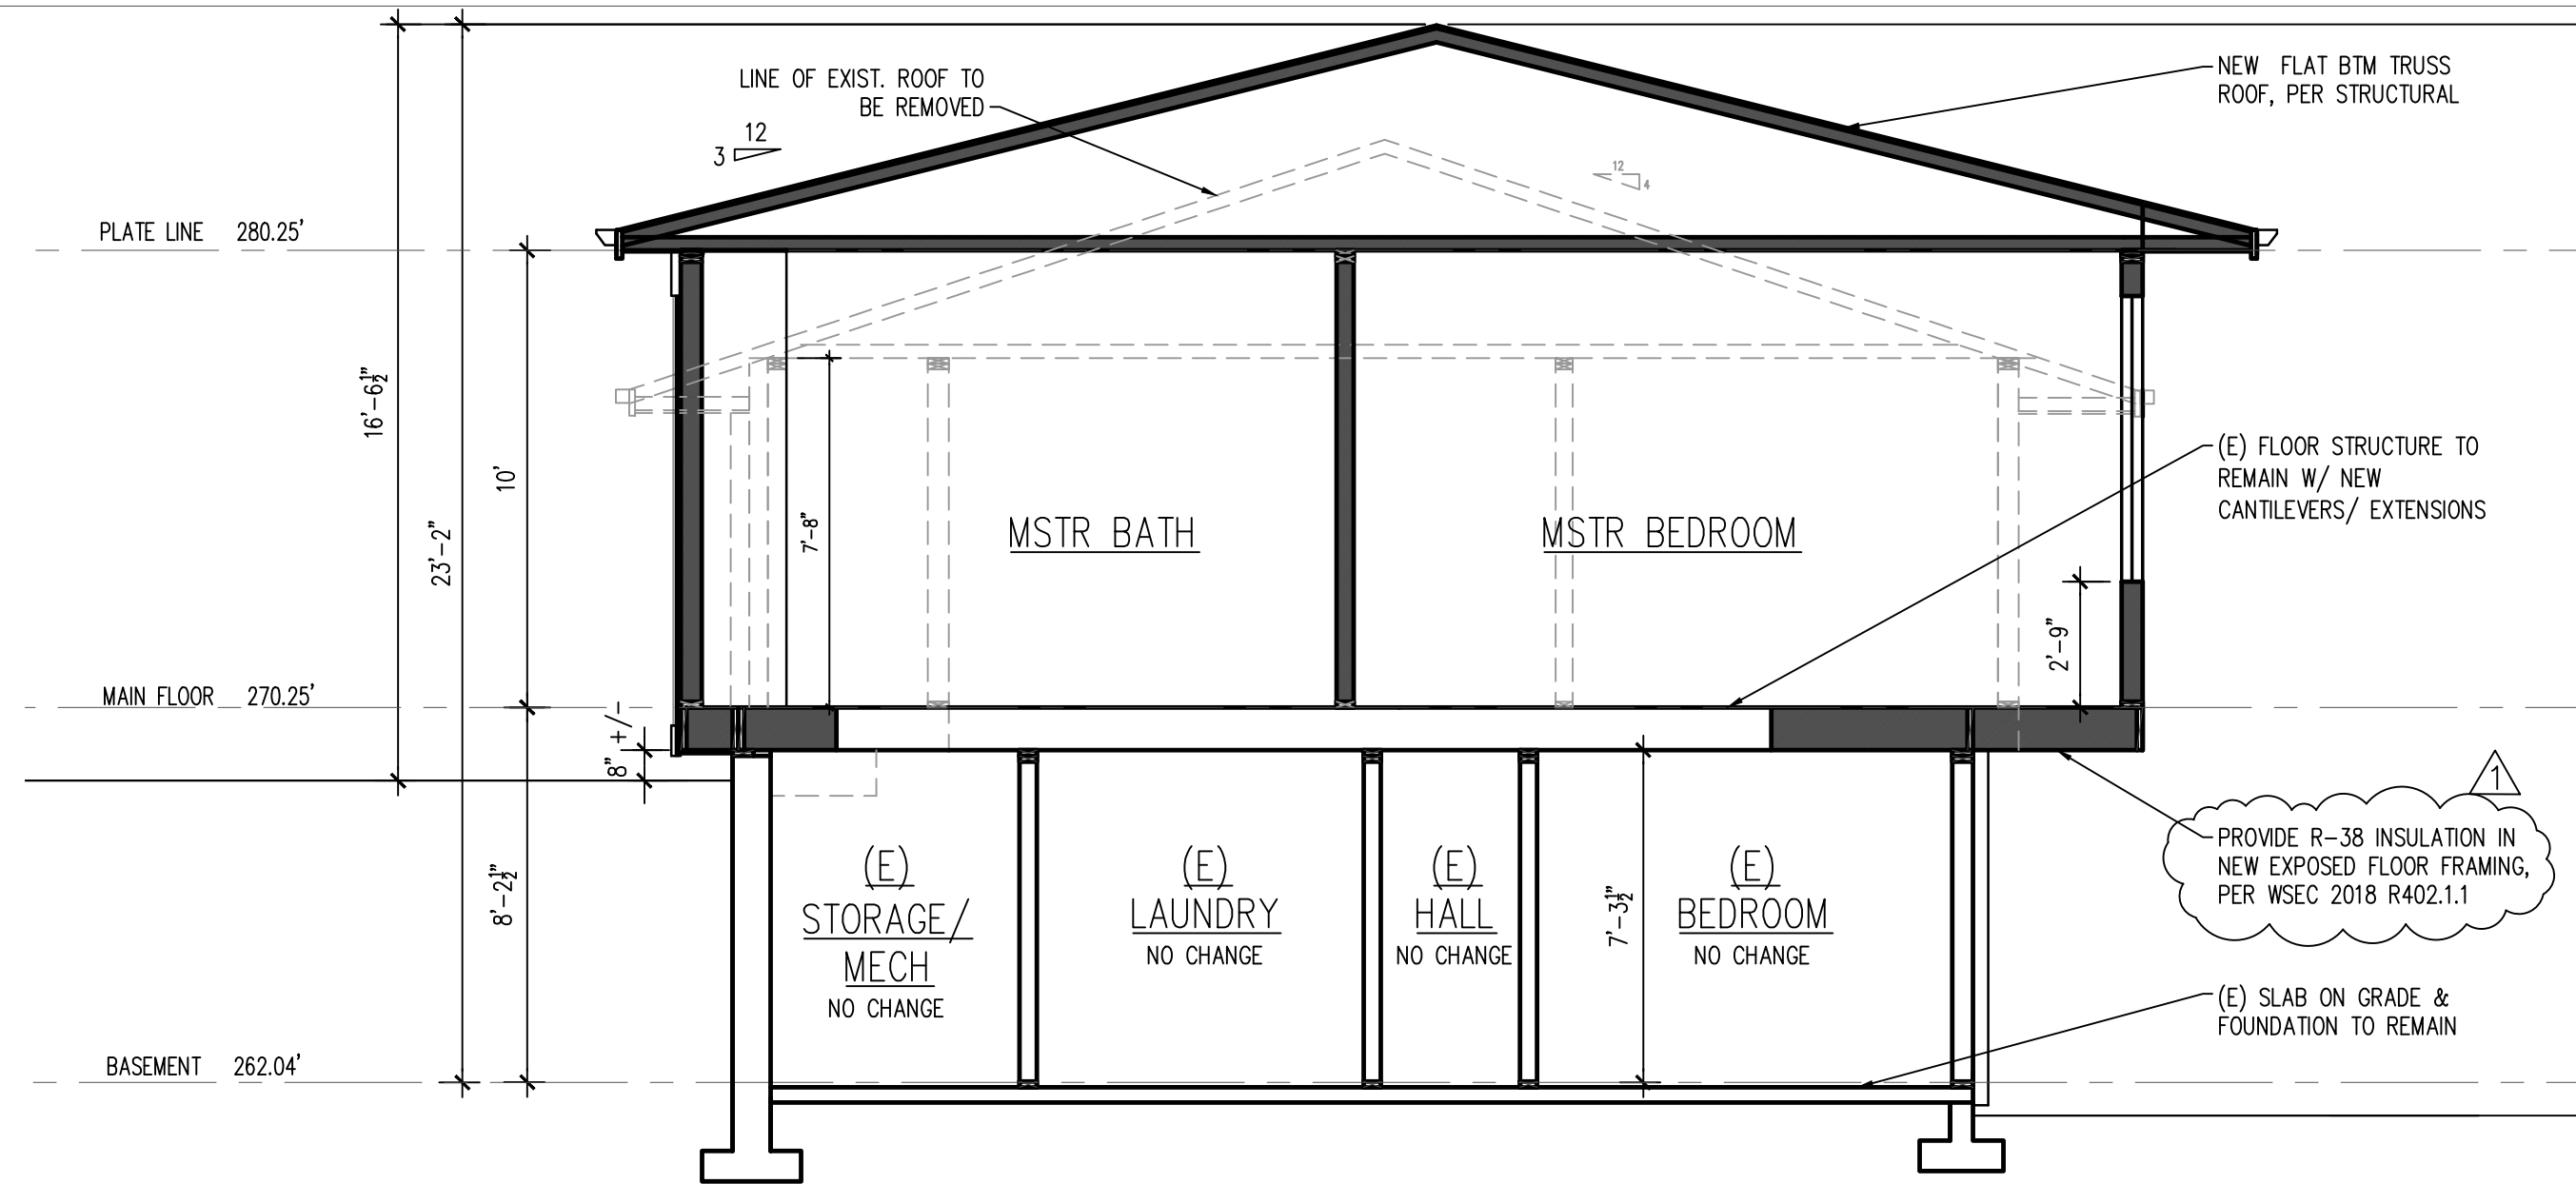 LINE OF EXIST. ROOF TO
BE REMOVED
NEW FLAT BTM TRUSS
ROOF, PER STRUCTURAL
12
3
12
4
PLATE LINE 280.25'
16'-6½"
23'-2"
10'
7'-8"
MSTR BATH
MSTR BEDROOM
(E) FLOOR STRUCTURE TO
REMAIN W/ NEW
CANTILEVERS/ EXTENSIONS
2'-9"
MAIN FLOOR 270.25'
8" +/-
1
PROVIDE R-38 INSULATION IN
NEW EXPOSED FLOOR FRAMING,
PER WSEC 2018 R402.1.1
8'-2½"
(E)
STORAGE/
MECH
NO CHANGE
(E)
LAUNDRY
NO CHANGE
(E)
HALL
NO CHANGE
7'-3½"
(E)
BEDROOM
NO CHANGE
(E) SLAB ON GRADE &
FOUNDATION TO REMAIN
BASEMENT 262.04'